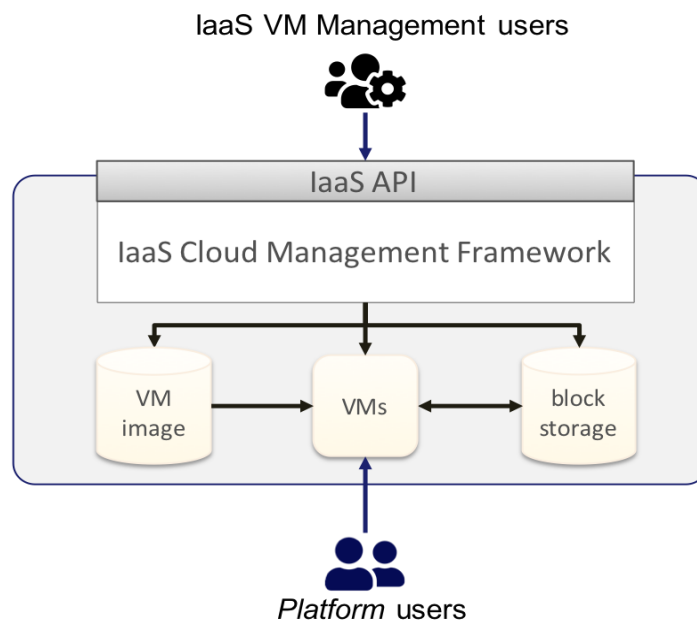 IaaS VM Management users
IaaS API
IaaS Cloud Management Framework
VM
image
VMs
block
storage
Platform users